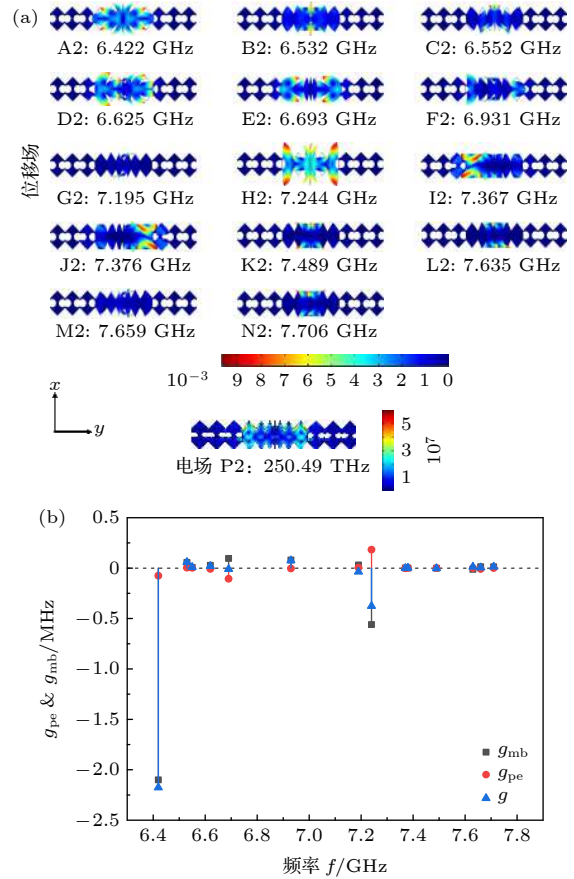 (a)
A2: 6.422 GHz B2: 6.532 GHz C2: 6.552 GHz
D2: 6.625 GHz E2: 6.693 GHz F2: 6.931 GHz
位移场
G2: 7.195 GHz H2: 7.244 GHz I2: 7.367 GHz
J2: 7.376 GHz K2: 7.489 GHz L2: 7.635 GHz
M2: 7.659 GHz N2: 7.706 GHz
10⁻³ 9 8 7 6 5 4 3 2 1 0
x
y
5
3
1
10⁷
电场 P2: 250.49 THz
(b)
0.5
0
−0.5
−1.0
−1.5
−2.0
−2.5
g_pe & g_mb/MHz
g_mb
g_pe
g
6.4 6.6 6.8 7.0 7.2 7.4 7.6 7.8
频率 f/GHz